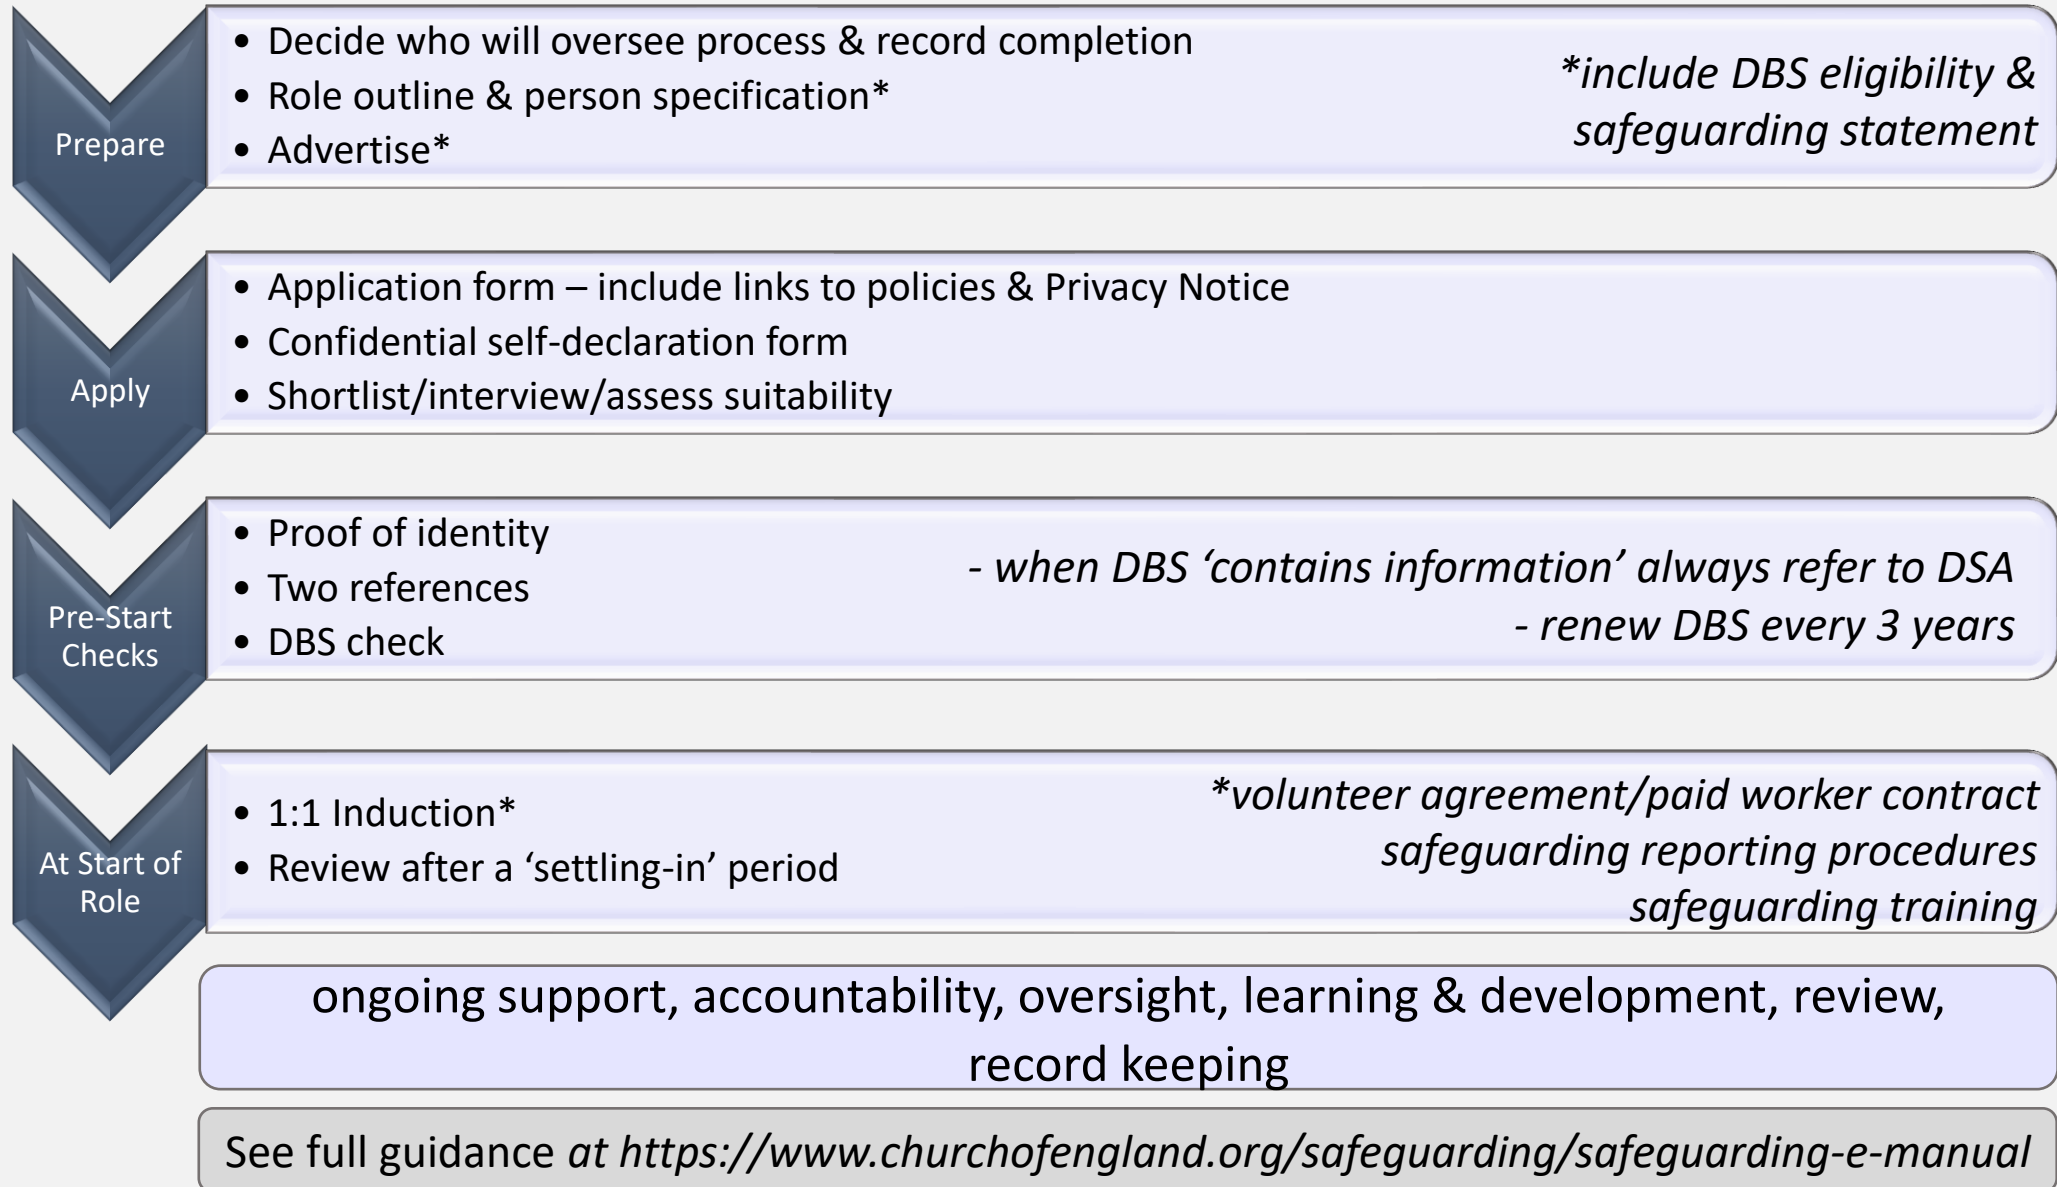 Prepare
• Decide who will oversee process & record completion
• Role outline & person specification*
• Advertise*
*include DBS eligibility &
safeguarding statement
Apply
• Application form – include links to policies & Privacy Notice
• Confidential self-declaration form
• Shortlist/interview/assess suitability
Pre-Start
Checks
• Proof of identity
• Two references
• DBS check
- when DBS ‘contains information’ always refer to DSA
- renew DBS every 3 years
At Start of
Role
• 1:1 Induction*
• Review after a ‘settling-in’ period
*volunteer agreement/paid worker contract
safeguarding reporting procedures
safeguarding training
ongoing support, accountability, oversight, learning & development, review,
record keeping
See full guidance at https://www.churchofengland.org/safeguarding/safeguarding-e-manual